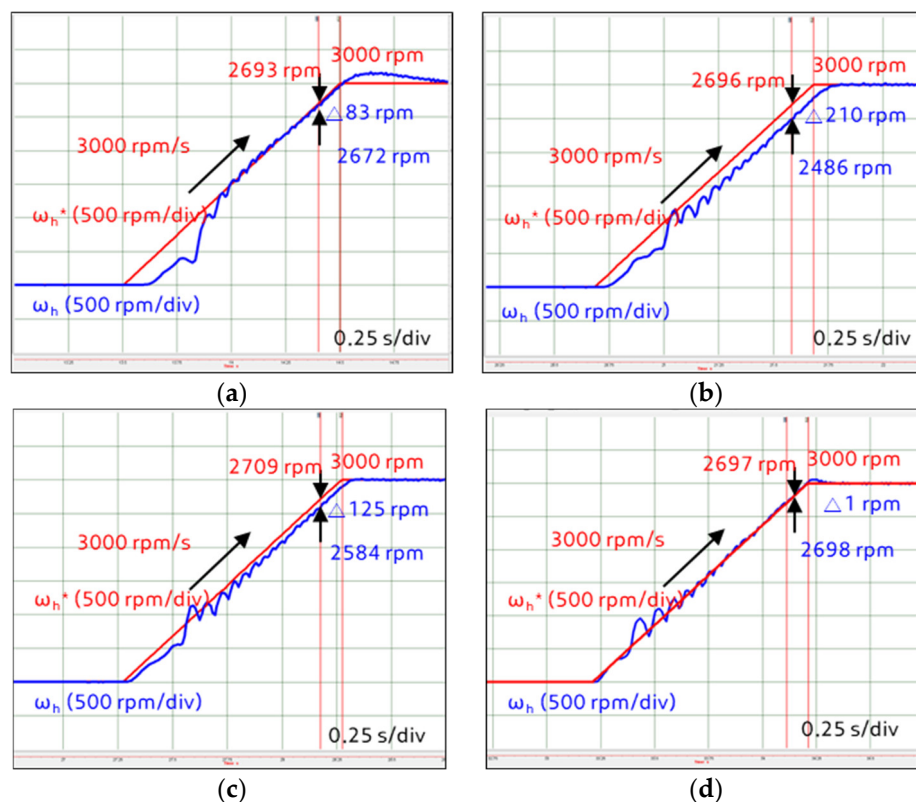 2693 rpm
3000 rpm
△ 83 rpm
3000 rpm/s
2672 rpm
ωh* (500 rpm/div)
ωh (500 rpm/div)
0.25 s/div
(a)
2696 rpm
3000 rpm
△ 210 rpm
3000 rpm/s
2486 rpm
ωh* (500 rpm/div)
ωh (500 rpm/div)
0.25 s/div
(b)
2709 rpm
3000 rpm
△ 125 rpm
3000 rpm/s
2584 rpm
ωh* (500 rpm/div)
ωh (500 rpm/div)
0.25 s/div
(c)
2697 rpm
3000 rpm
△ 1 rpm
3000 rpm/s
2698 rpm
ωh* (500 rpm/div)
ωh (500 rpm/div)
0.25 s/div
(d)